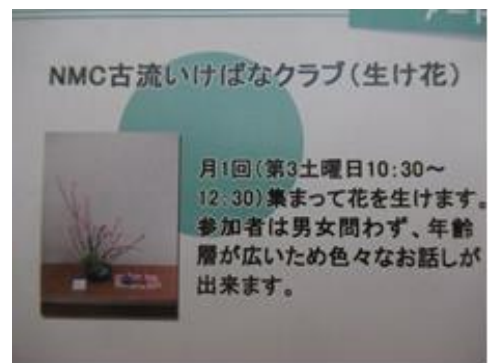 アート
NMC古流いけばなクラブ(生け花)
月1回(第3土曜日10:30～
12:30)集まって花を生けます。
参加者は男女問わず、年齢
層が広いため色々なお話しが
出来ます。